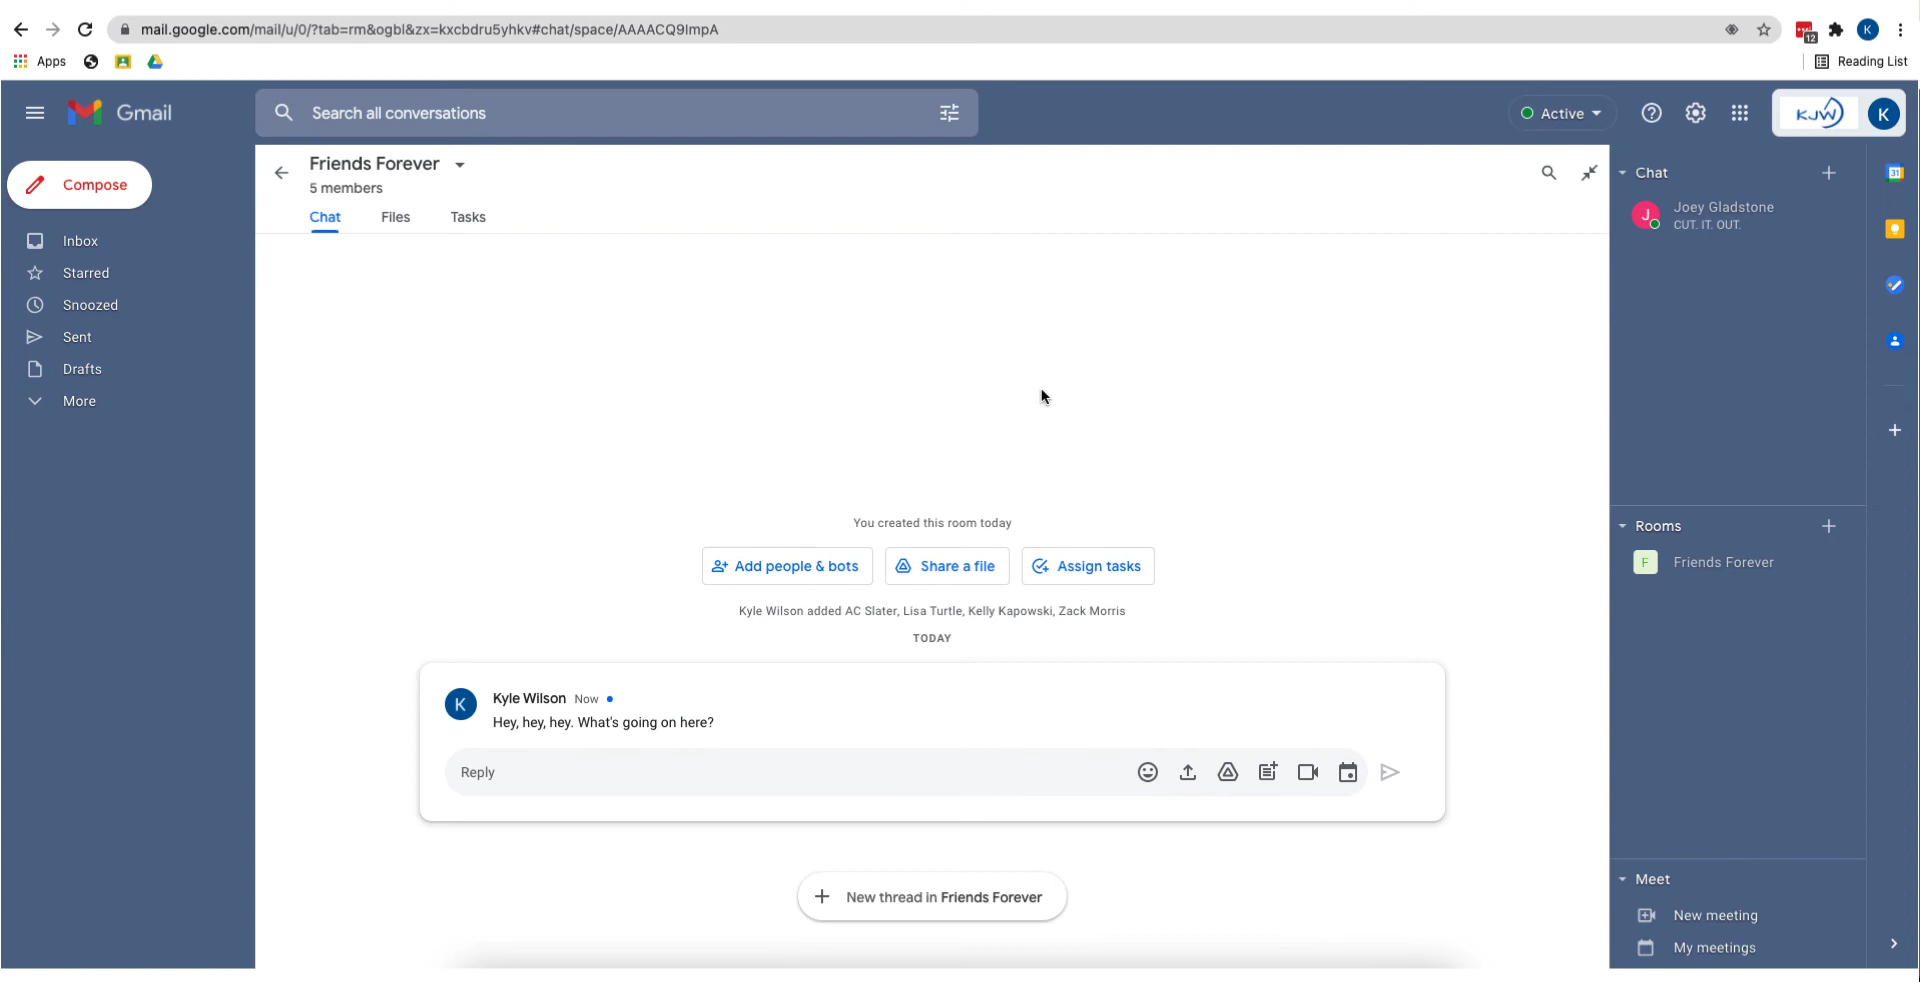 mail.google.com/mail/u/0/?tab=rm&ogbl&zx=kxcbdru5yhkv#chat/space/AAAACQ9ImpA
12
K
Apps
Reading List
Gmail
Search all conversations
Active
KJW
K
Compose
Inbox
Starred
Snoozed
Sent
Drafts
More
Friends Forever
5 members
Chat
Files
Tasks
You created this room today
Add people & bots
Share a file
Assign tasks
Kyle Wilson added AC Slater, Lisa Turtle, Kelly Kapowski, Zack Morris
TODAY
K
Kyle Wilson Now
Hey, hey, hey. What's going on here?
Reply
New thread in Friends Forever
Chat
J
Joey Gladstone
CUT. IT. OUT.
Rooms
F
Friends Forever
Meet
New meeting
My meetings
31